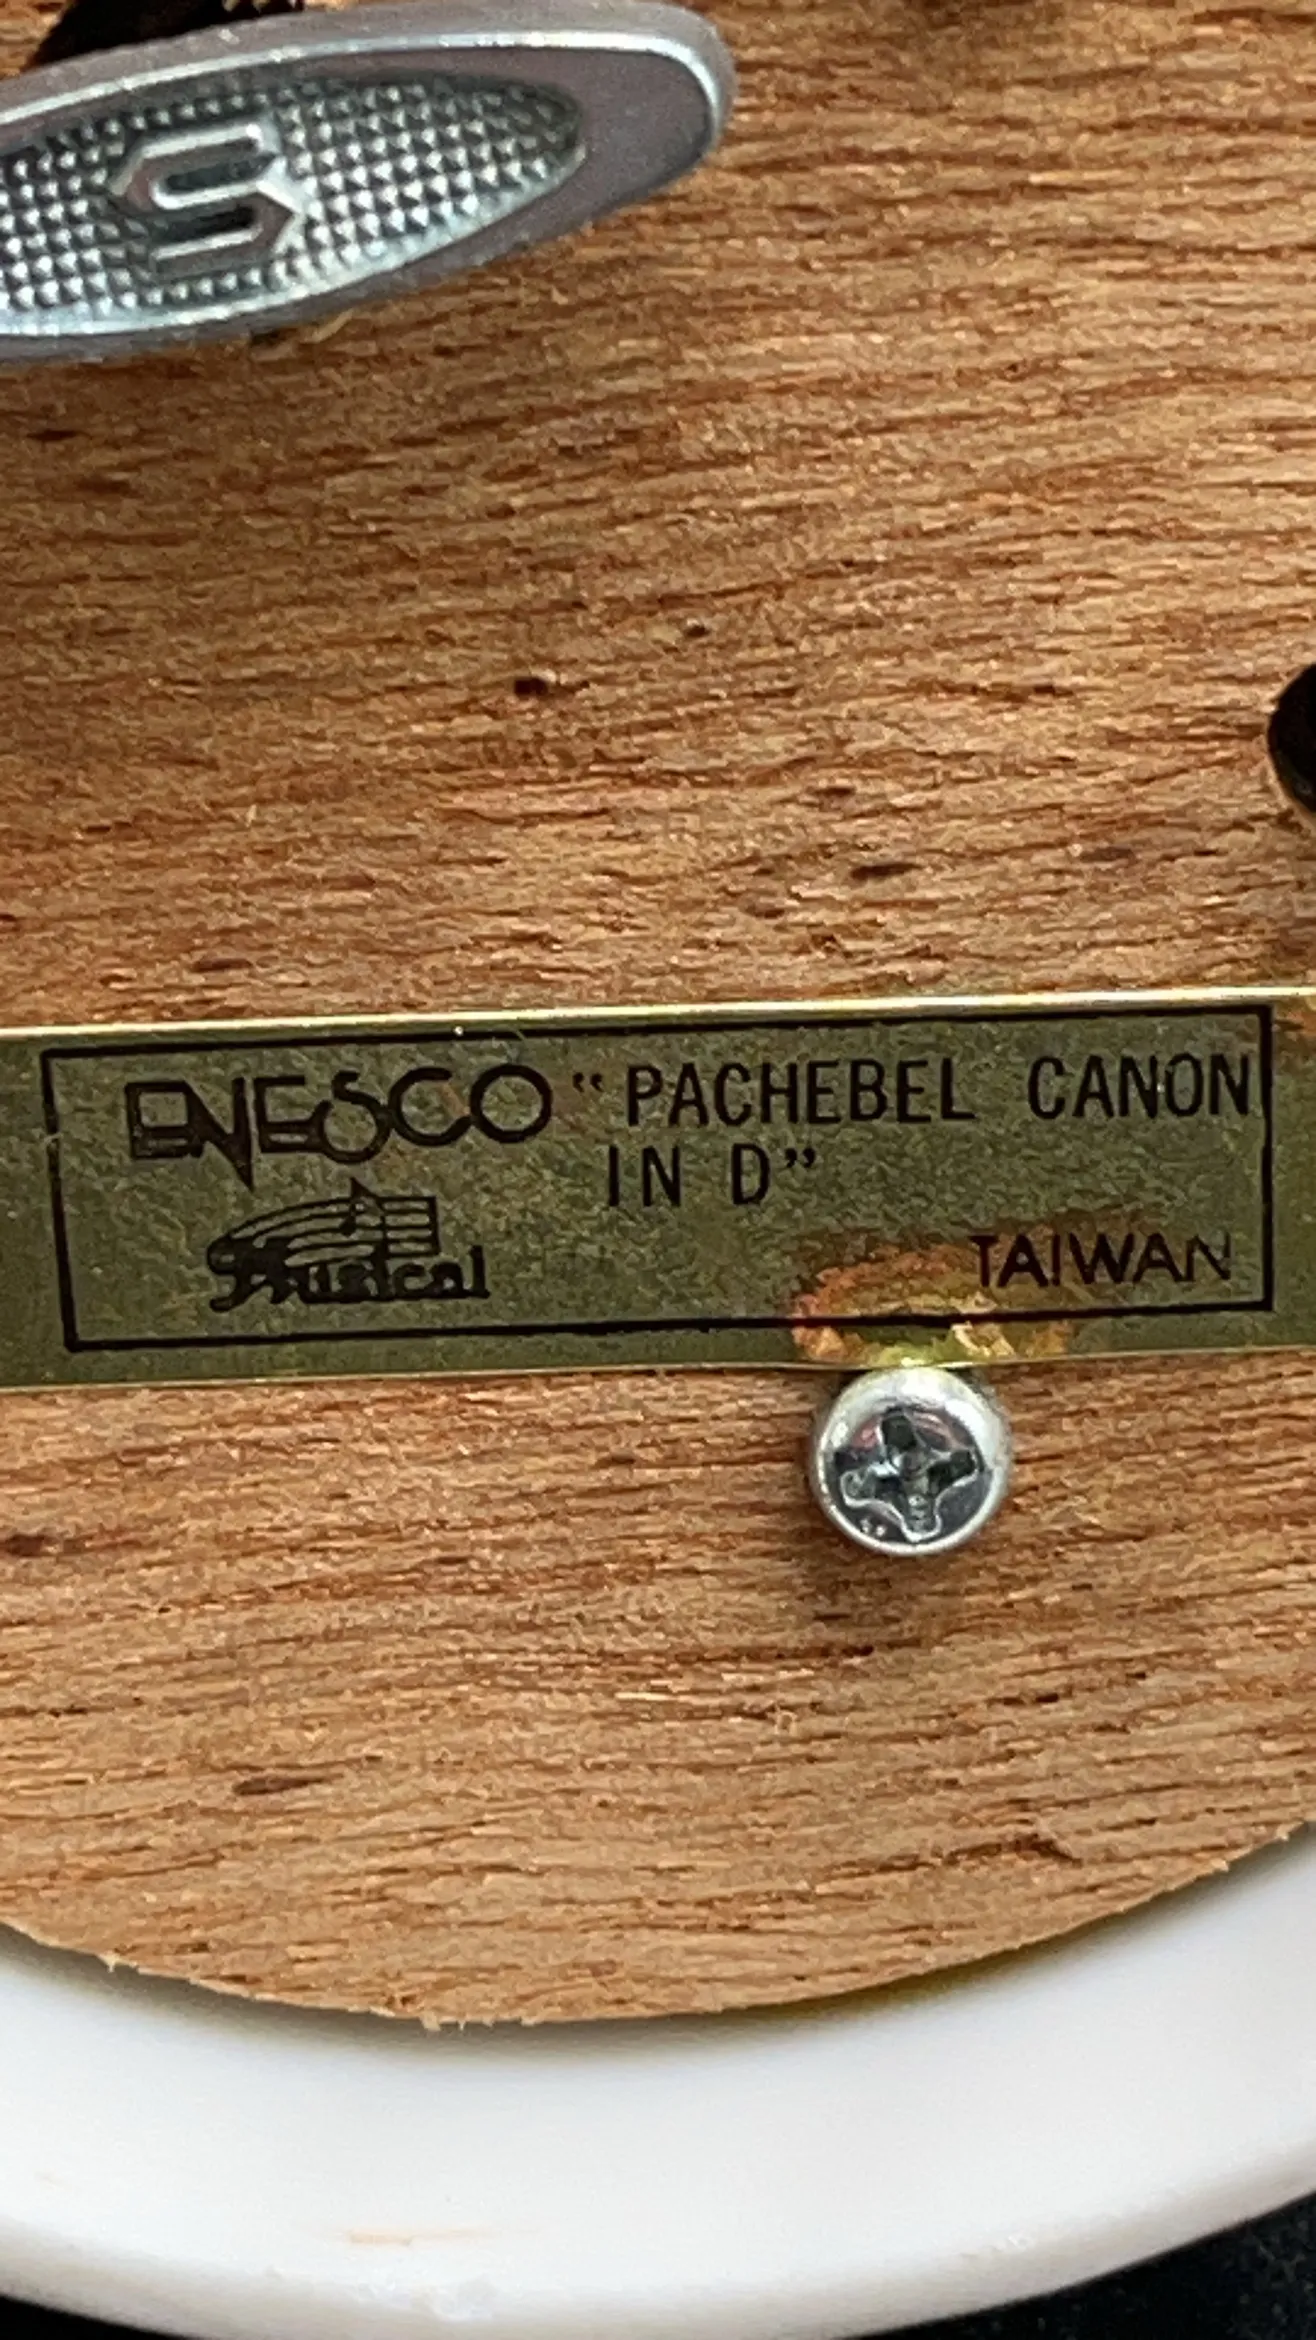 S
ENESCO "PACHEBEL CANON
IN D"
Musical
TAIWAN